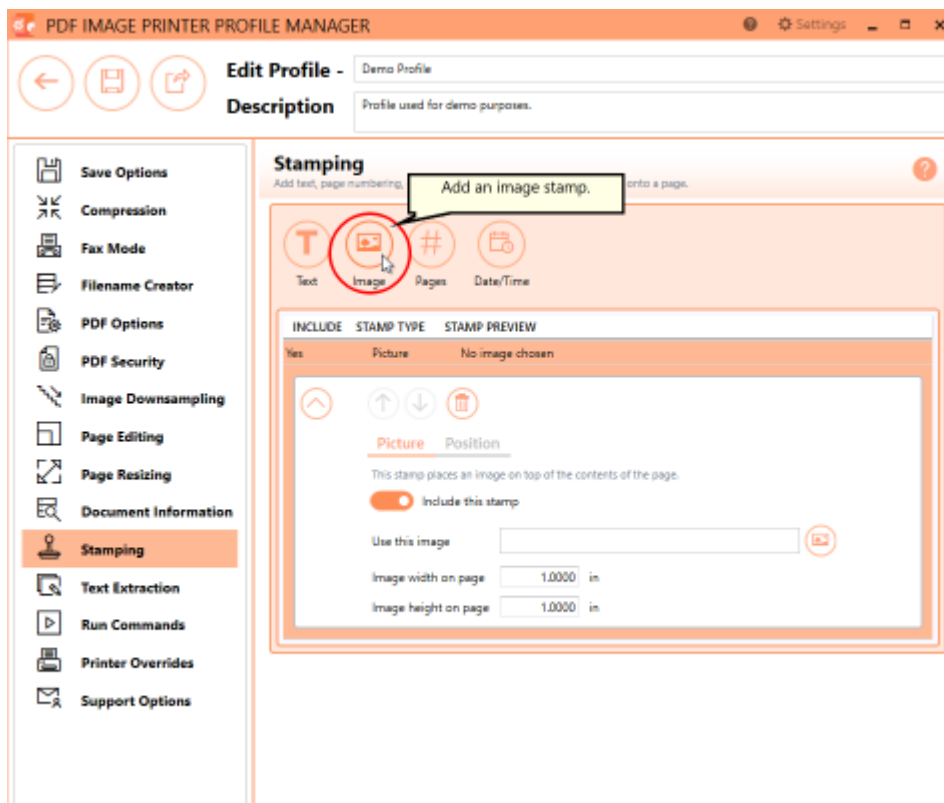 PDF IMAGE PRINTER PROFILE MANAGER
Settings
Edit Profile -
Demo Profile
Description
Profile used for demo purposes.
Save Options
Compression
Fax Mode
Filename Creator
PDF Options
PDF Security
Image Downsampling
Page Editing
Page Resizing
Document Information
Stamping
Text Extraction
Run Commands
Printer Overrides
Support Options
Stamping
Add text, page numbering,
onto a page.
Add an image stamp.
Text
Image
Pages
Date/Time
INCLUDE STAMP TYPE STAMP PREVIEW
Yes Picture No image chosen
Picture Position
This stamp places an image on top of the contents of the page.
Include this stamp
Use this image
Image width on page 1.0000 in
Image height on page 1.0000 in